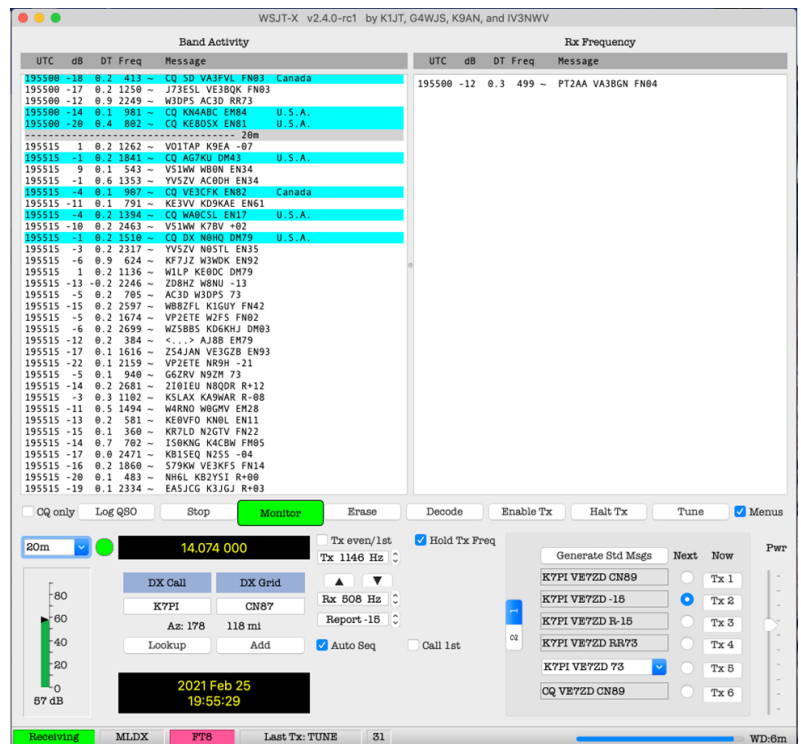 WSJT-X v2.4.0-rc1 by K1JT, G4WJS, K9AN, and IV3NWV
Band Activity
UTC dB DT Freq Message
195500 -18 0.2 413 ~ CQ SD VA3FVL FN03 Canada
195500 -17 0.2 1250 ~ J73ESL VE3BQK FN03
195500 -12 0.9 2249 ~ W3DPS AC3D RR73
195500 -14 0.1 981 ~ CQ KN4ABC EM84 U.S.A.
195500 -20 0.4 802 ~ CQ KE8OSX EN81 U.S.A.
------------------------------------ 20m
195515 1 0.2 1262 ~ VO1TAP K9EA -07
195515 -1 0.2 1841 ~ CQ AG7KU DM43 U.S.A.
195515 9 0.1 543 ~ V51WW WB0N EN34
195515 -1 0.6 1353 ~ YV5ZV AC0DH EN34
195515 -4 0.1 907 ~ CQ VE3CFK EN82 Canada
195515 -11 0.1 791 ~ KE3VV KD9KAE EN61
195515 -4 0.2 1394 ~ CQ WA0CSL EN17 U.S.A.
195515 -10 0.2 2463 ~ V51WW K7BV +02
195515 -1 0.2 1510 ~ CQ DX N0HQ DM79 U.S.A.
195515 -3 0.2 2317 ~ YV5ZV N0STL EN35
195515 -6 0.9 624 ~ KF7JZ W3WDK EN92
195515 1 0.2 1136 ~ W1LP KE0DC DM79
195515 -13 -0.2 2246 ~ ZD8HZ W8NU -13
195515 -5 0.2 705 ~ AC3D W3DPS 73
195515 -15 0.2 2597 ~ WB8ZFL K1GUY FN42
195515 -5 0.2 1674 ~ VP2ETE W2FS FN02
195515 -6 0.2 2699 ~ WZ5BBS KD6KHJ DM03
195515 -12 0.2 384 ~ <...> AJ8B EM79
195515 -17 0.1 1616 ~ ZS4JAN VE3GZB EN93
195515 -22 0.1 2159 ~ VP2ETE NR9H -21
195515 -5 0.1 940 ~ G6ZRV N9ZM 73
195515 -14 0.2 2681 ~ 2I0IEU N8QDR R+12
195515 -3 0.3 1102 ~ K5LAX KA9WAR R-08
195515 -11 0.5 1494 ~ W4RNO W0GMV EM28
195515 -13 0.2 581 ~ KE0VFO KN0L EN11
195515 -15 0.1 360 ~ KR7LD N2GTV FN22
195515 -14 0.7 702 ~ IS0KNG K4CBW FM05
195515 -17 0.0 2471 ~ KB1SEQ N2SS -04
195515 -16 0.2 1860 ~ S79KW VE3KFS FN14
195515 -20 0.1 483 ~ NH6L KB2YSI R+00
195515 -19 0.1 2334 ~ EA5JCG K3JGJ R+03
Rx Frequency
UTC dB DT Freq Message
195500 -12 0.3 499 ~ PT2AA VA3BGN FN04
CQ only Log QSO Stop Monitor Erase Decode Enable Tx Halt Tx Tune Menus
20m
14.074 000
DX Call DX Grid
K7PI CN87
Az: 178 118 mi
Lookup Add
2021 Feb 25
19:55:29
80
60
40
20
0
57 dB
Tx even/1st
Tx 1146 Hz
Rx 508 Hz
Report -15
Auto Seq
Hold Tx Freq
Call 1st
1
2
Generate Std Msgs Next Now
K7PI VE7ZD CN89 Tx 1
K7PI VE7ZD -15 Tx 2
K7PI VE7ZD R-15 Tx 3
K7PI VE7ZD RR73 Tx 4
K7PI VE7ZD 73 Tx 5
CQ VE7ZD CN89 Tx 6
Pwr
Receiving MLDX FT8 Last Tx: TUNE 31 WD:6m